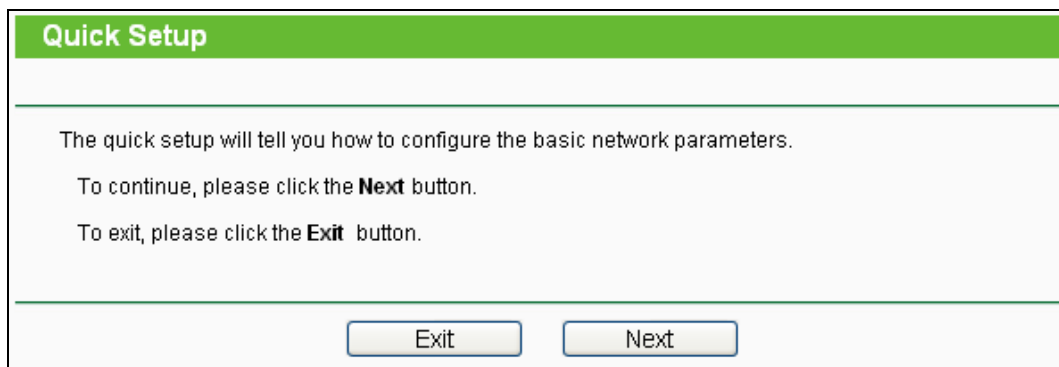 Quick Setup
The quick setup will tell you how to configure the basic network parameters.
To continue, please click the Next button.
To exit, please click the Exit button.
Exit Next